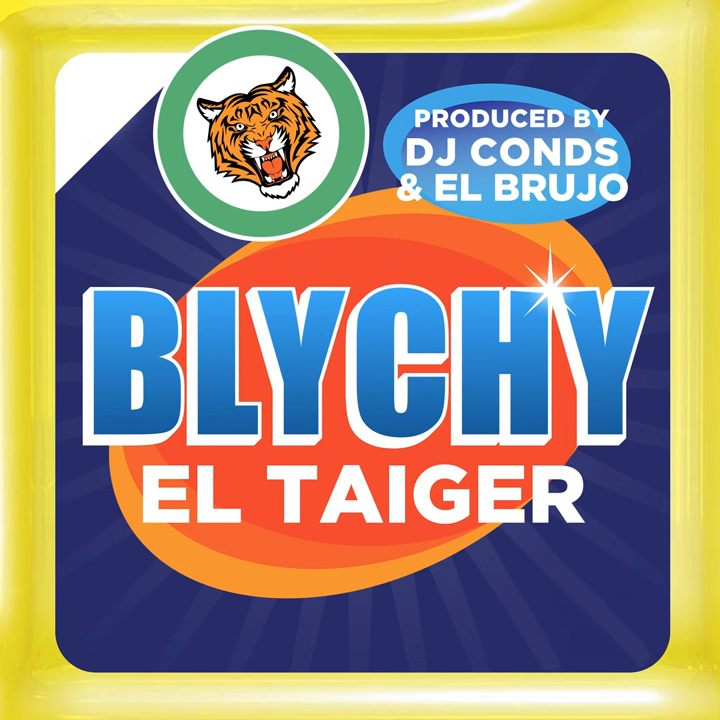 PRODUCED BY
DJ CONDS
& EL BRUJO
BLYCHY
EL TAIGER